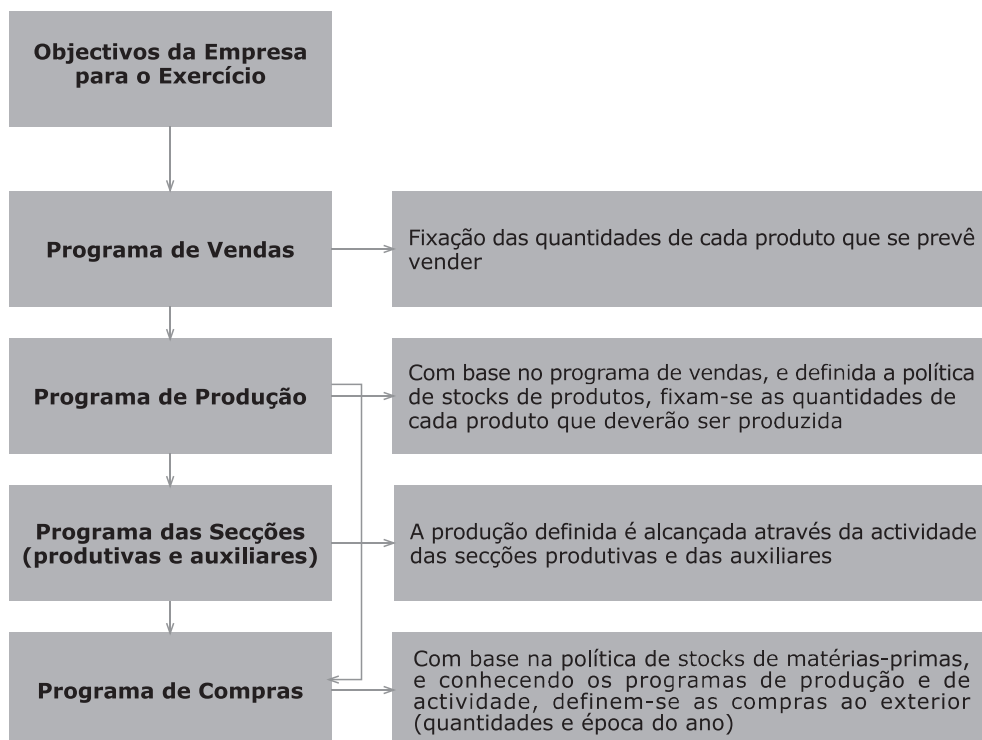 Objectivos da Empresa
para o Exercício
Programa de Vendas
Fixação das quantidades de cada produto que se prevê
vender
Programa de Produção
Com base no programa de vendas, e definida a política
de stocks de produtos, fixam-se as quantidades de
cada produto que deverão ser produzida
Programa das Secções
(produtivas e auxiliares)
A produção definida é alcançada através da actividade
das secções produtivas e das auxiliares
Programa de Compras
Com base na política de stocks de matérias-primas,
e conhecendo os programas de produção e de
actividade, definem-se as compras ao exterior
(quantidades e época do ano)